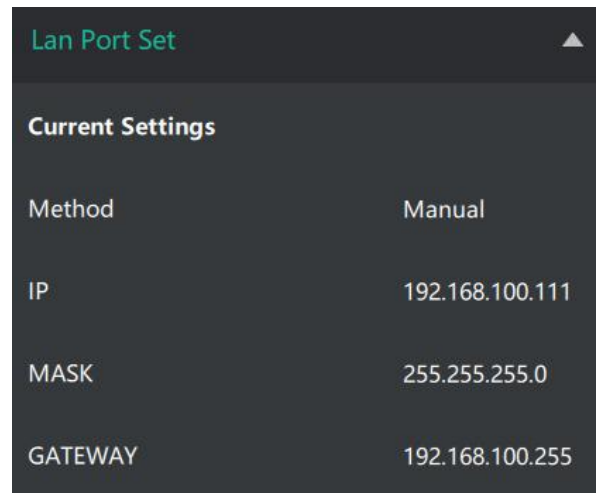 Lan Port Set
Current Settings
Method Manual
IP 192.168.100.111
MASK 255.255.255.0
GATEWAY 192.168.100.255